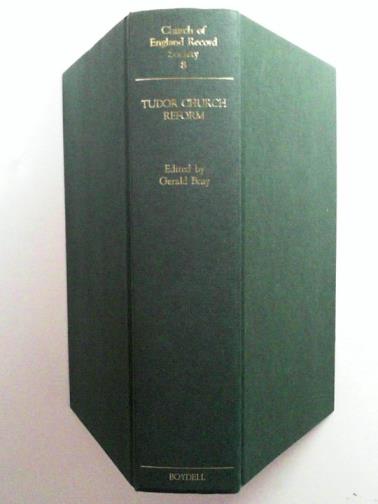 Church of
England Record
Society
8
TUDOR CHURCH
REFORM
Edited by
Gerald Bray
BOYDELL